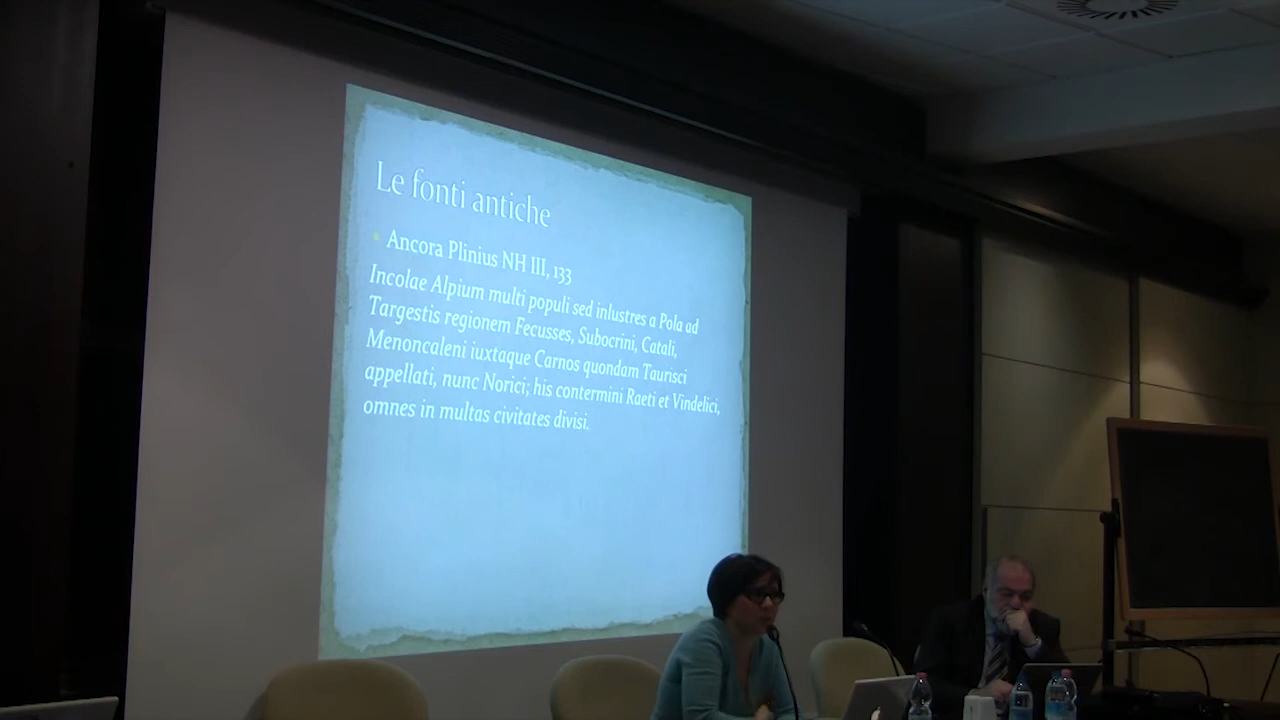 Le fonti antiche
Ancora Plinius NH III, 133
Incolae Alpium multi populi sed inlustres a Pola ad
Targestis regionem Fecusses, Subocrini, Catali,
Menoncaleni iuxtaque Carnos quondam Taurisci
appellati, nunc Norici; his contermini Raeti et Vindelici,
omnes in multas civitates divisi.